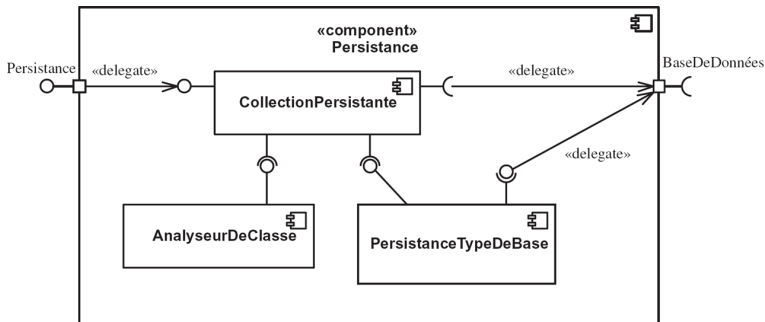 «component»
Persistance
Persistance
«delegate»
«delegate»
BaseDeDonnées
CollectionPersistante
«delegate»
AnalyseurDeClasse
PersistanceTypeDeBase